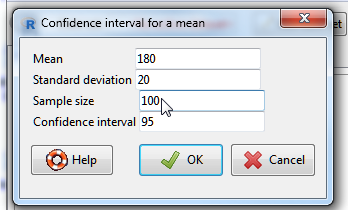 Confidence interval for a mean
Mean 180
Standard deviation 20
Sample size 100
Confidence interval 95
Help OK Cancel